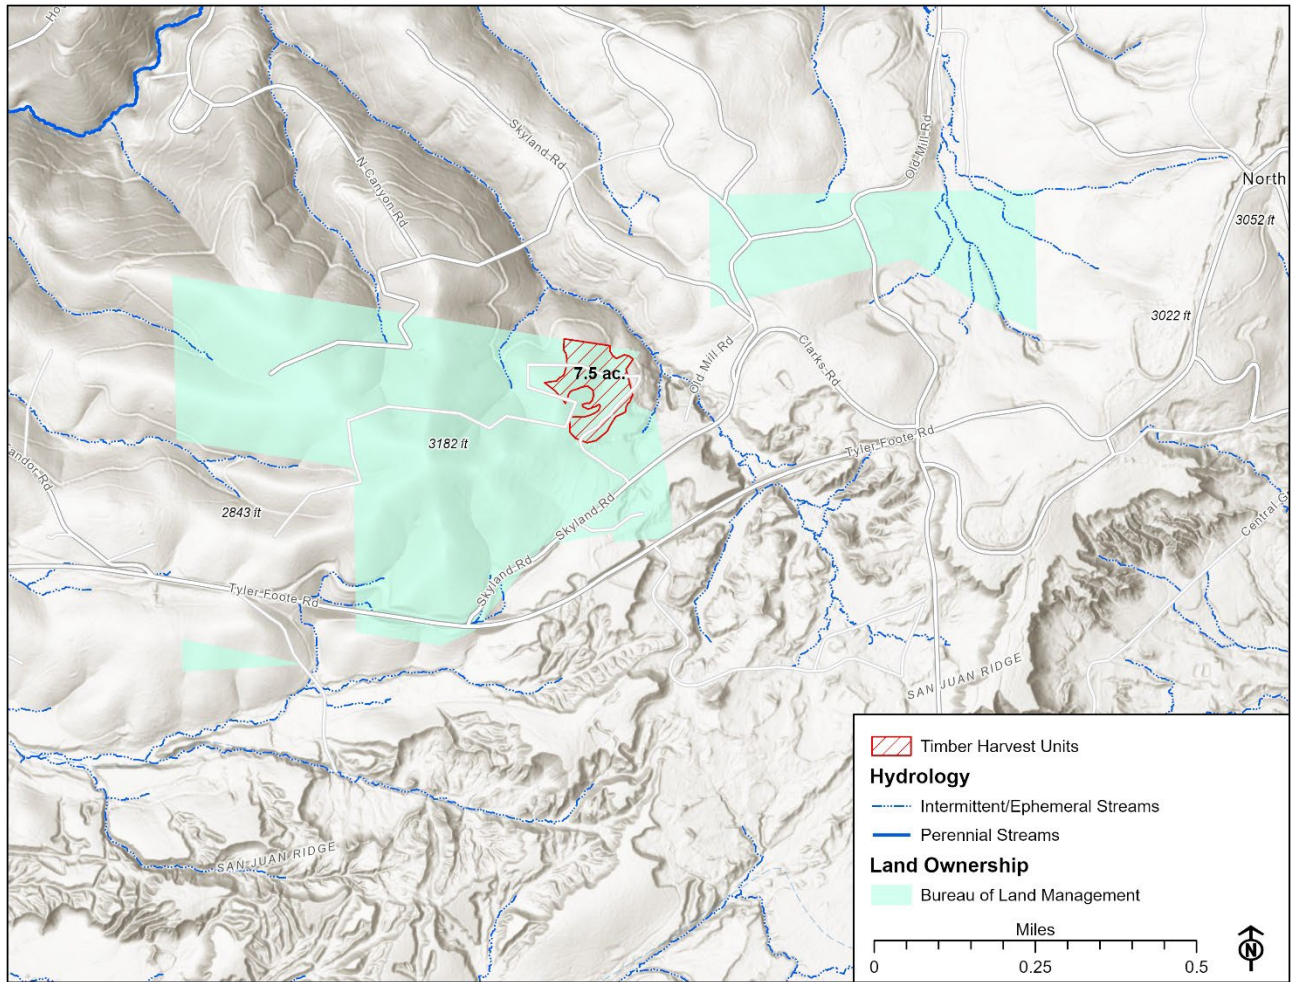 Skyland Rd
Old Mill Rd
N Canyon Rd
North
3052 ft
3022 ft
Old Mill Rd
Clarks Rd
7.5 ac.
Tyler Foote Rd
3182 ft
andor Rd
2843 ft
Skyland Rd
Central G
Skyland Rd
Tyler Foote Rd
SAN JUAN RIDGE
SAN JUAN RIDGE
Timber Harvest Units
Hydrology
Intermittent/Ephemeral Streams
Perennial Streams
Land Ownership
Bureau of Land Management
Miles
0 0.25 0.5
N